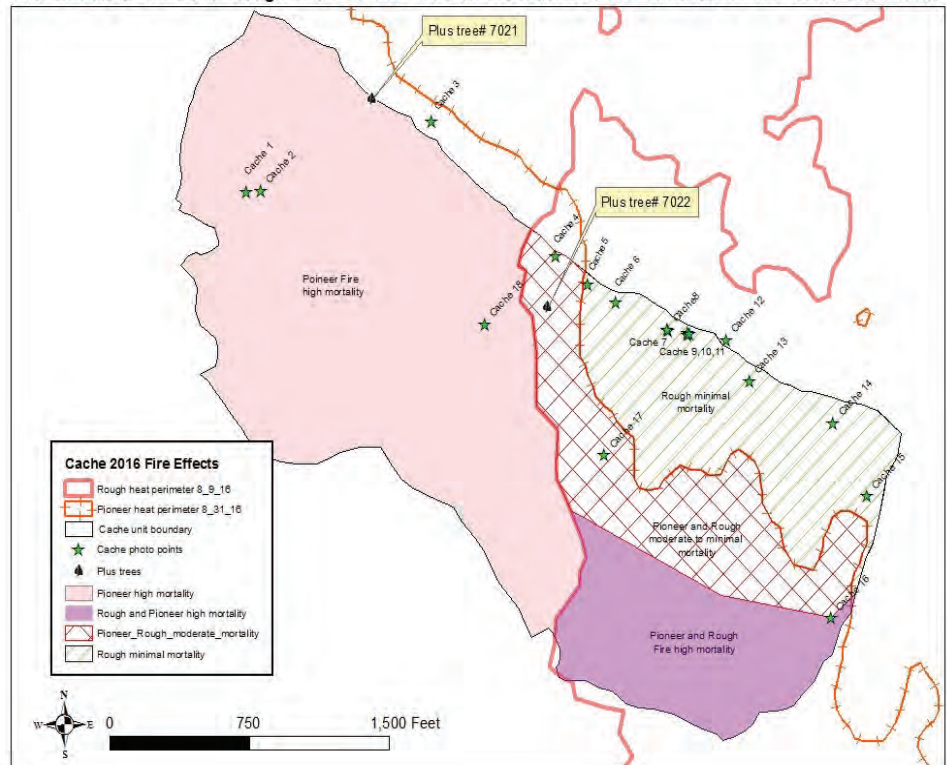 Plus tree# 7021
Cache 3
Cache 1
Cache 2
Plus tree# 7022
Cache 4
Cache 5
Cache 6
Poineer Fire
high mortality
Cache 18
Cache8
Cache 12
Cache 7
Cache 9,10,11
Cache 13
Rough minimal
mortality
Cache 14
Cache 17
Cache 15
Pioneer and Rough
moderate to minimal
mortality
Cache 16
Pioneer and Rough
Fire high mortality
Cache 2016 Fire Effects
Rough heat perimeter 8_9_16
Pioneer heat perimeter 8_31_16
Cache unit boundary
Cache photo points
Plus trees
Pioneer high mortality
Rough and Pioneer high mortality
Pioneer_Rough_moderate_mortality
Rough minimal mortality
N
W E
S
0 750 1,500 Feet